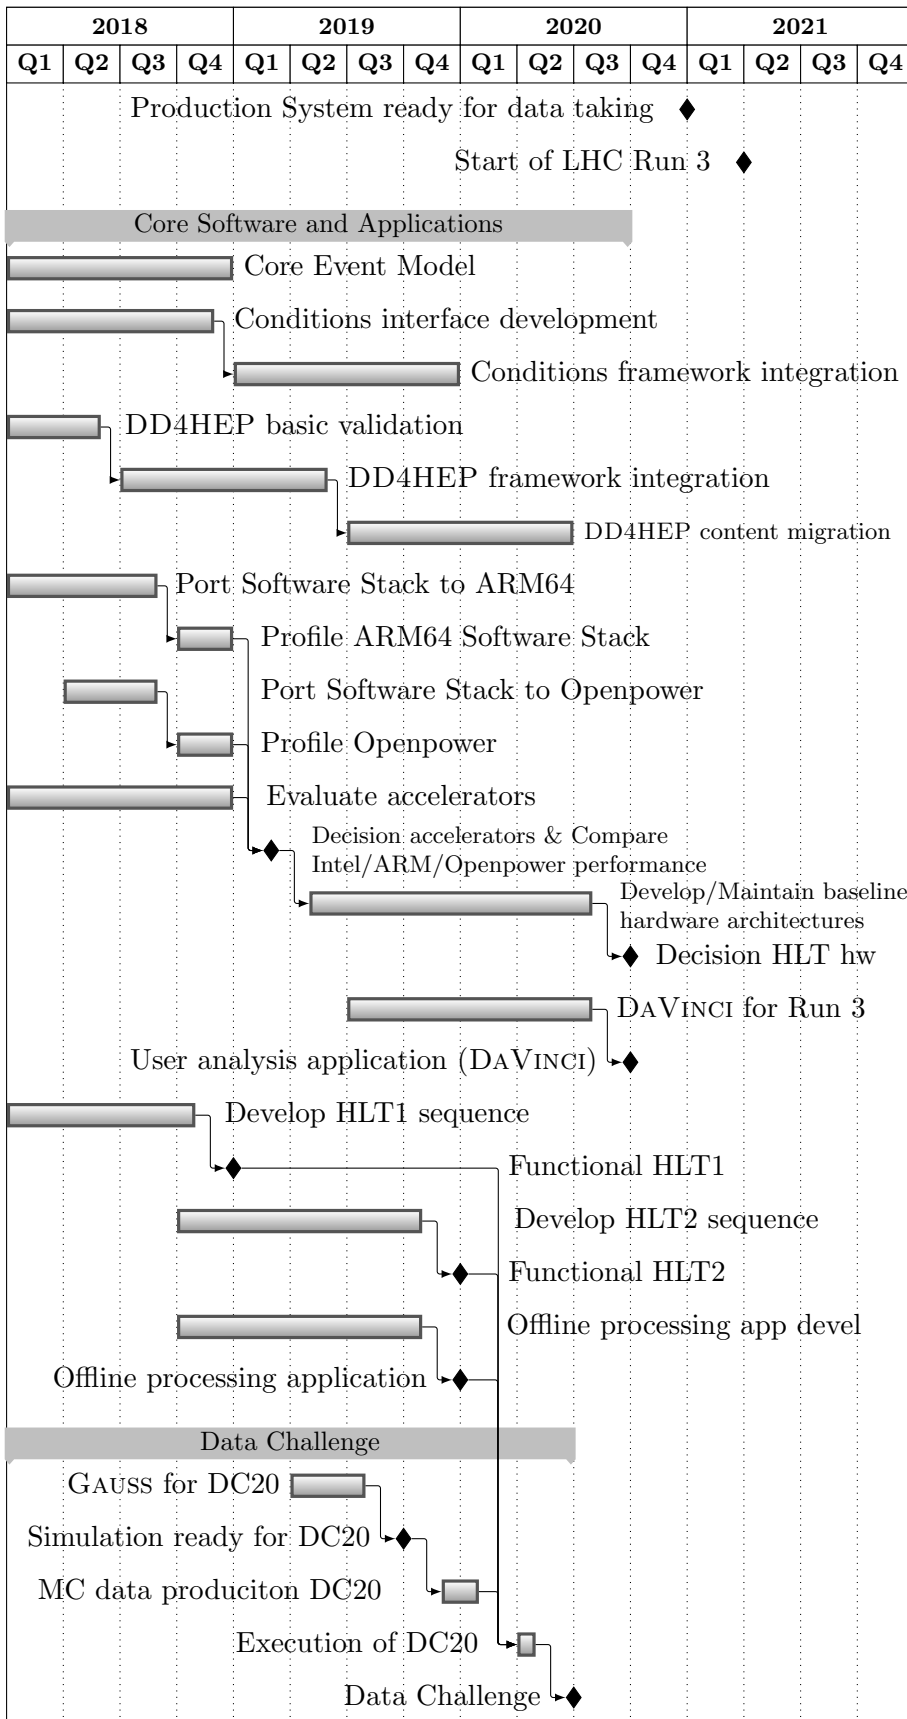 2018 2019 2020 2021
Q1 Q2 Q3 Q4 Q1 Q2 Q3 Q4 Q1 Q2 Q3 Q4 Q1 Q2 Q3 Q4
Production System ready for data taking
Start of LHC Run 3
Core Software and Applications
Core Event Model
Conditions interface development
Conditions framework integration
DD4HEP basic validation
DD4HEP framework integration
DD4HEP content migration
Port Software Stack to ARM64
Profile ARM64 Software Stack
Port Software Stack to Openpower
Profile Openpower
Evaluate accelerators
Decision accelerators & Compare
Intel/ARM/Openpower performance
Develop/Maintain baseline
hardware architectures
Decision HLT hw
DAVINCI for Run 3
User analysis application (DAVINCI)
Develop HLT1 sequence
Functional HLT1
Develop HLT2 sequence
Functional HLT2
Offline processing app devel
Offline processing application
Data Challenge
GAUSS for DC20
Simulation ready for DC20
MC data produciton DC20
Execution of DC20
Data Challenge